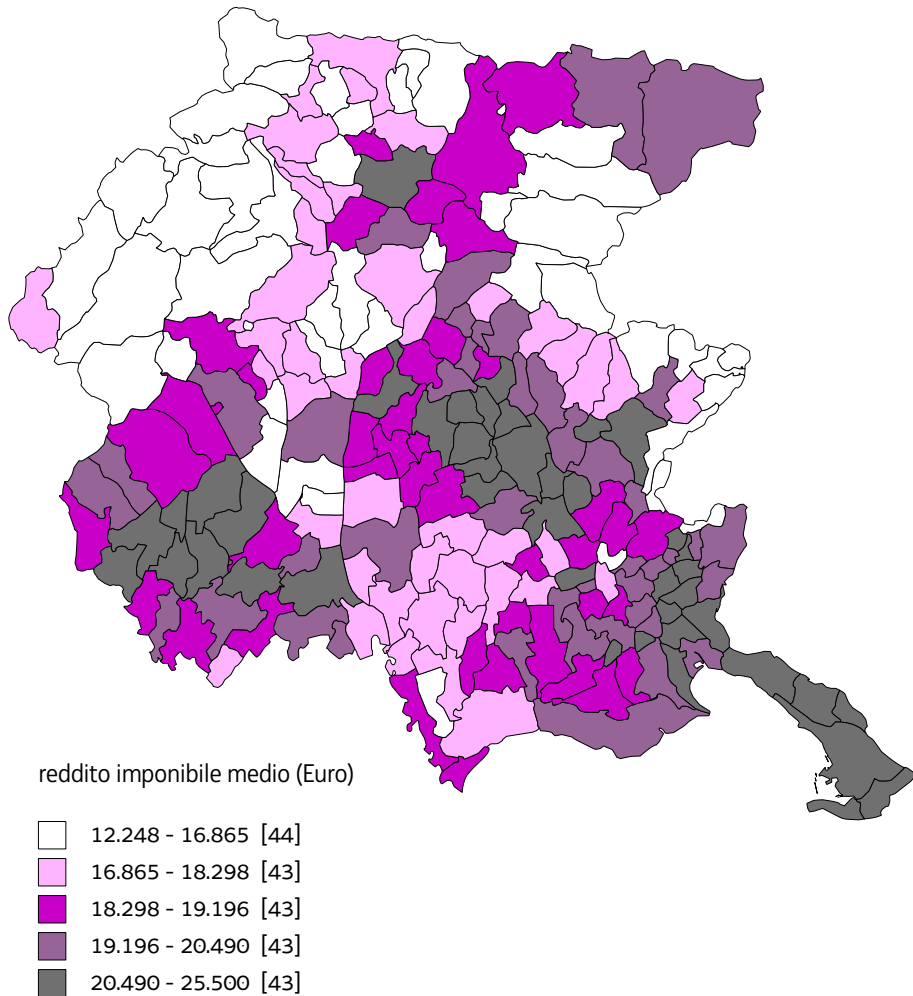 reddito imponibile medio (Euro)
12.248 - 16.865 [44]
16.865 - 18.298 [43]
18.298 - 19.196 [43]
19.196 - 20.490 [43]
20.490 - 25.500 [43]